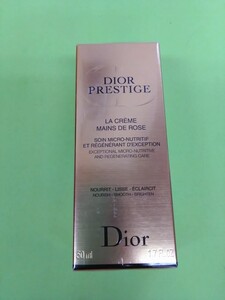 DIOR
PRESTIGE
LA CRÈME
MAINS DE ROSE
SOIN MICRO-NUTRITIF
ET RÉGÉNÉRANT D'EXCEPTION
EXCEPTIONAL MICRO-NUTRITIVE
AND REGENERATING CARE
NOURRIT - LISSE - ÉCLAIRCIT
NOURISH - SMOOTH - BRIGHTEN
Dior
50 ml